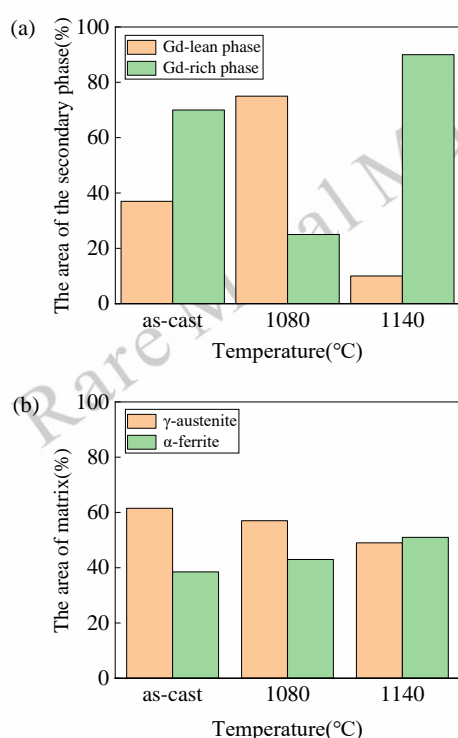 (a)
The area of the secondary phase(%)
100
80
60
40
20
0
Gd-lean phase
Gd-rich phase
as-cast 1080 1140
Temperature(°C)
(b)
The area of matrix(%)
100
80
60
40
20
0
γ-austenite
α-ferrite
as-cast 1080 1140
Temperature(°C)
Rare Metal M